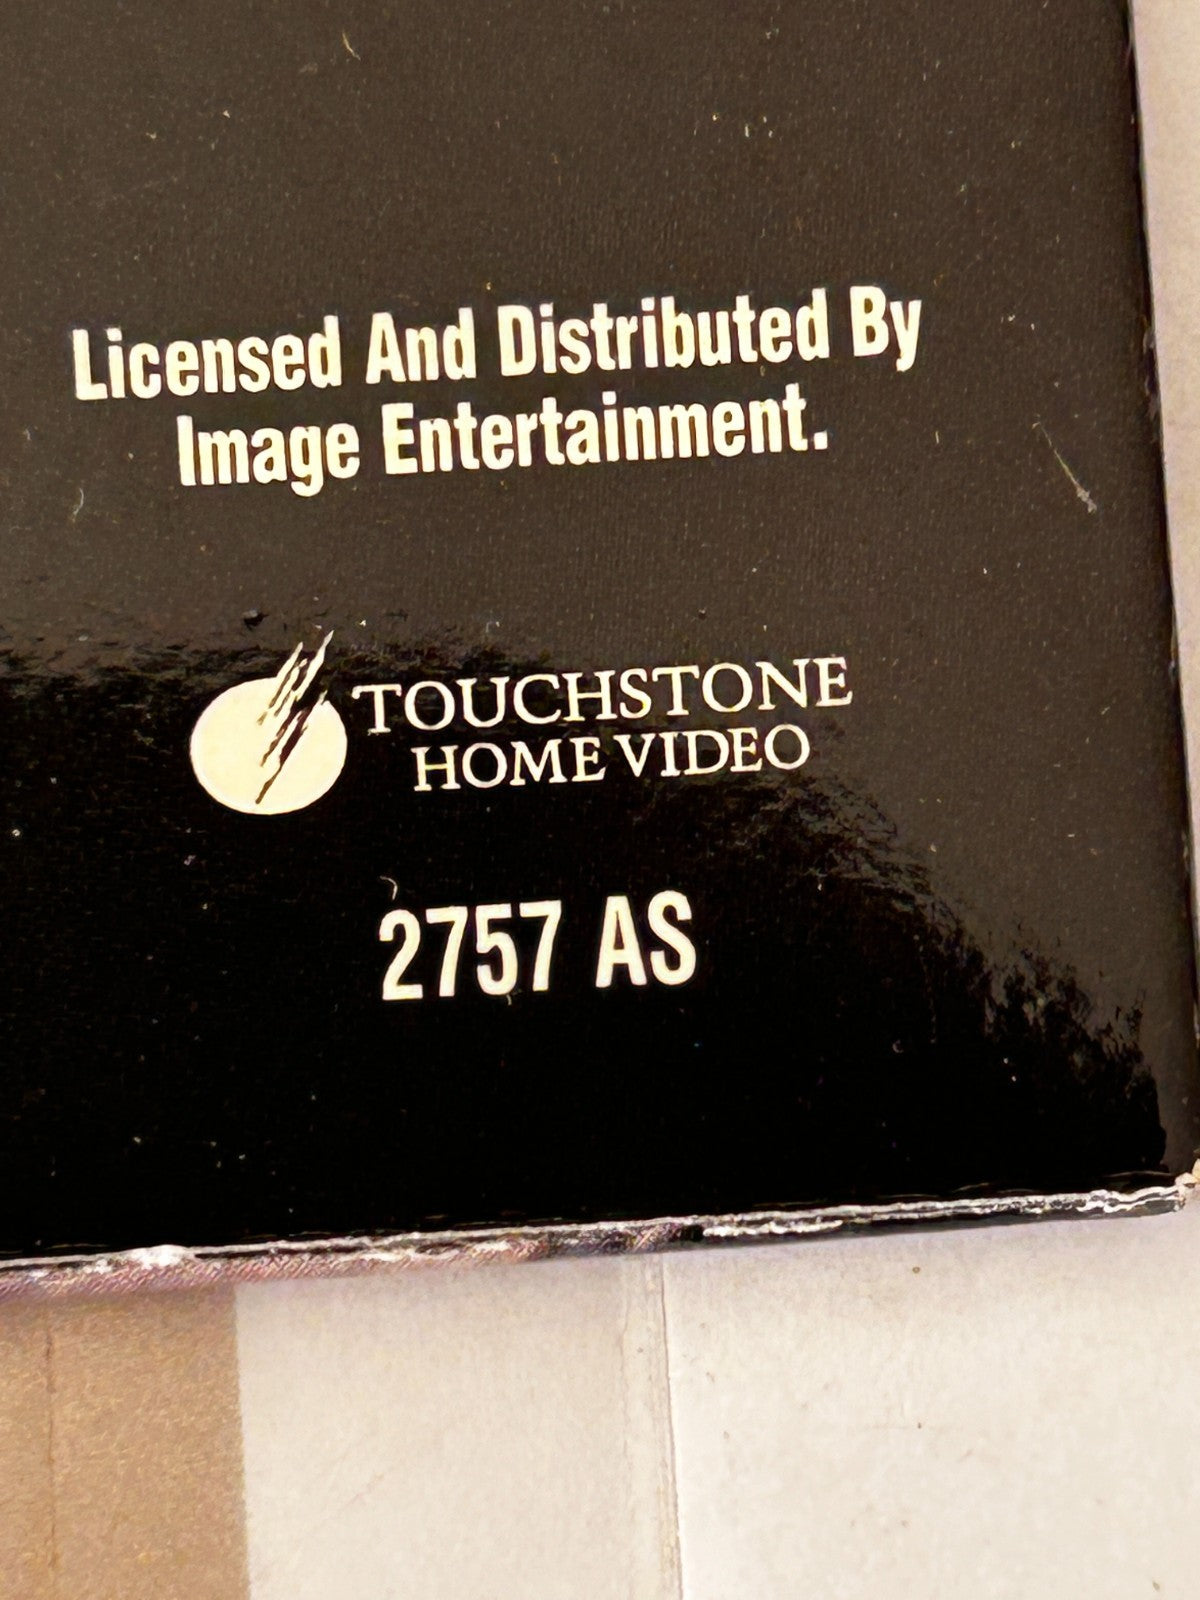 Licensed And Distributed By
Image Entertainment.
TOUCHSTONE
HOME VIDEO
2757 AS